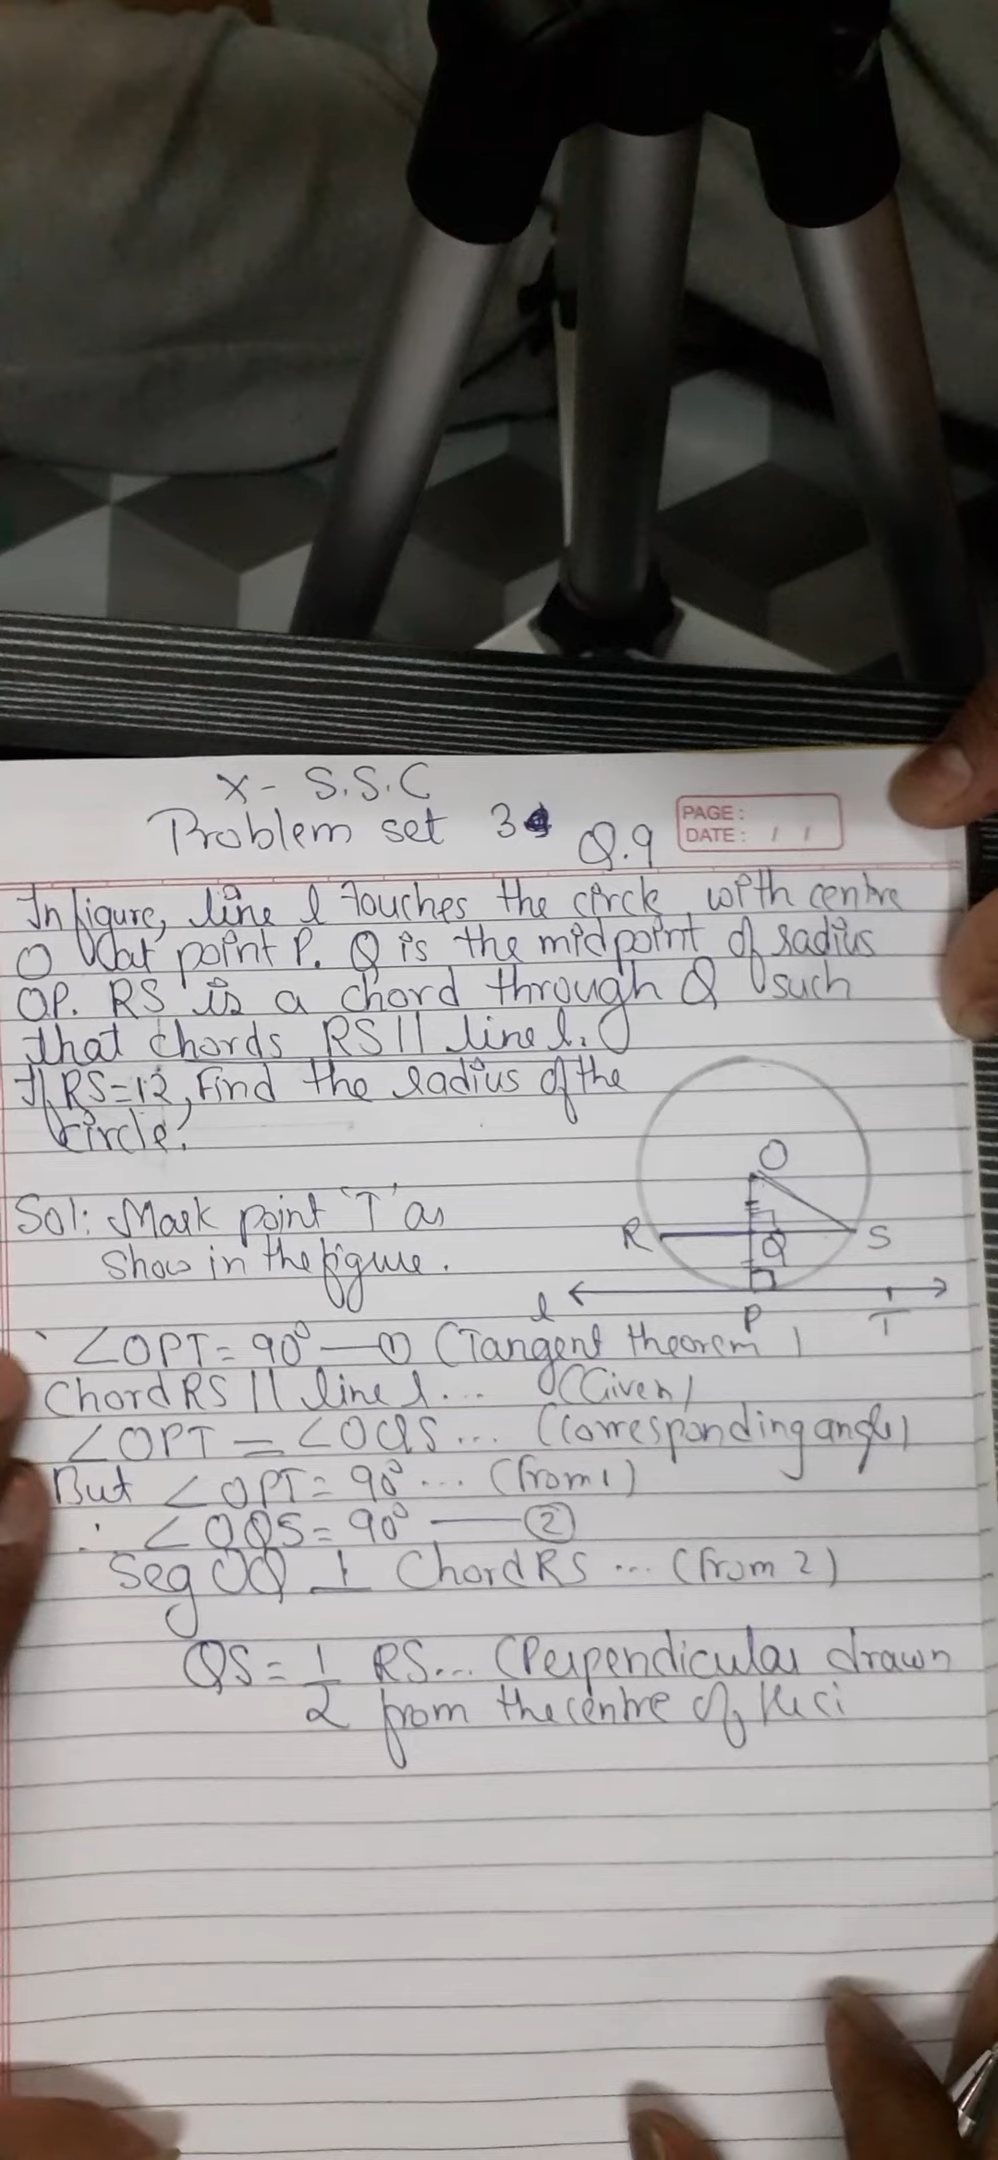 X- S.S.C
Problem set 3
Q.9
PAGE:
DATE: / /
In figure, line l touches the circle with centre
O at point P. Q is the midpoint of radius
OP. RS is a chord through Q such
that chords RS || line l.
If RS=12, Find the radius of the
circle.
O
R
Q
S
l
P
T
Sol: Mark point 'T' as
Show in the figure.
∠OPT = 90° — ① (Tangent theorem)
Chord RS || line l... (Given)
∠OPT = ∠OQS... (Corresponding angle)
But ∠OPT = 90° ... (from 1)
∴ ∠OQS = 90° — ②
Seg OQ ⊥ Chord RS ... (from 2)
QS = 1/2 RS... (Perpendicular drawn
from the centre of